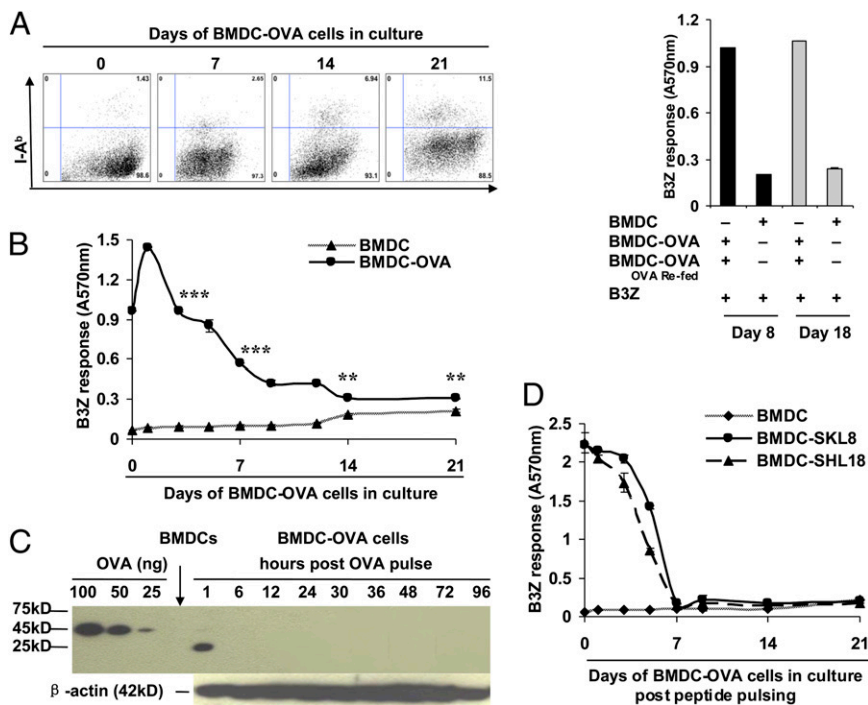 A
Days of BMDC-OVA cells in culture
0 7 14 21
0 1.43 0 2.65 0 6.94 0 11.5
I-Aᵇ
0 98.6 0 97.3 0 93.1 0 88.5
B3Z response (A570nm)
1.2
0.9
0.6
0.3
0
BMDC – + – +
BMDC-OVA + – + –
BMDC-OVA + – + –
OVA Re-fed
B3Z + + + +
Day 8 Day 18
B
B3Z response (A570nm)
1.5
1.2
0.9
0.6
0.3
0
BMDC
BMDC-OVA
*** *** ** **
0 7 14 21
Days of BMDC-OVA cells in culture
C
BMDCs
BMDC-OVA cells
OVA (ng)
hours post OVA pulse
100 50 25 1 6 12 24 30 36 48 72 96
75kD
45kD
25kD
β-actin (42kD)
D
B3Z response (A570nm)
2.5
2
1.5
1
0.5
0
BMDC
BMDC-SKL8
BMDC-SHL18
0 7 14 21
Days of BMDC-OVA cells in culture
post peptide pulsing